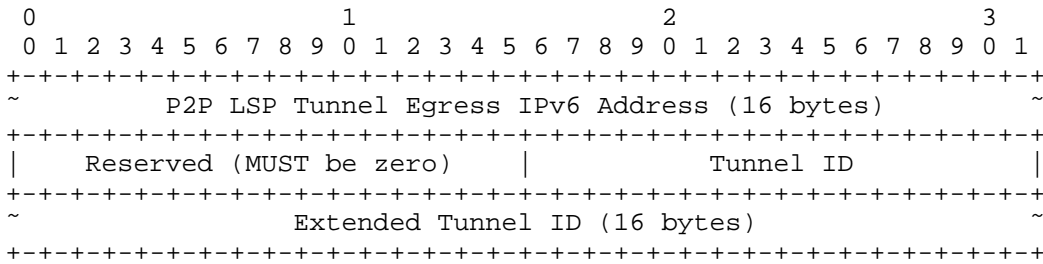 0                   1                   2                   3
 0 1 2 3 4 5 6 7 8 9 0 1 2 3 4 5 6 7 8 9 0 1 2 3 4 5 6 7 8 9 0 1
+-+-+-+-+-+-+-+-+-+-+-+-+-+-+-+-+-+-+-+-+-+-+-+-+-+-+-+-+-+-+-+-+
~         P2P LSP Tunnel Egress IPv6 Address (16 bytes)         ~
+-+-+-+-+-+-+-+-+-+-+-+-+-+-+-+-+-+-+-+-+-+-+-+-+-+-+-+-+-+-+-+-+
|    Reserved (MUST be zero)    |           Tunnel ID           |
+-+-+-+-+-+-+-+-+-+-+-+-+-+-+-+-+-+-+-+-+-+-+-+-+-+-+-+-+-+-+-+-+
~                 Extended Tunnel ID (16 bytes)                 ~
+-+-+-+-+-+-+-+-+-+-+-+-+-+-+-+-+-+-+-+-+-+-+-+-+-+-+-+-+-+-+-+-+